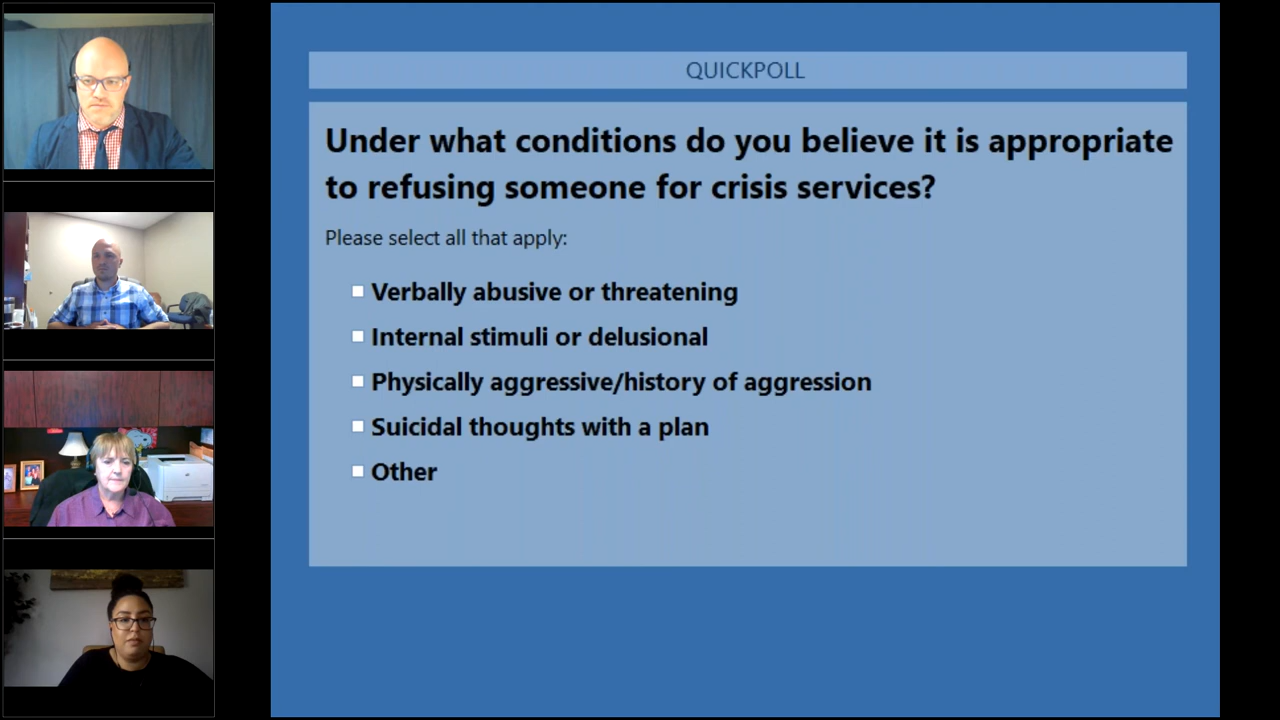 QUICKPOLL
Under what conditions do you believe it is appropriate
to refusing someone for crisis services?
Please select all that apply:
Verbally abusive or threatening
Internal stimuli or delusional
Physically aggressive/history of aggression
Suicidal thoughts with a plan
Other